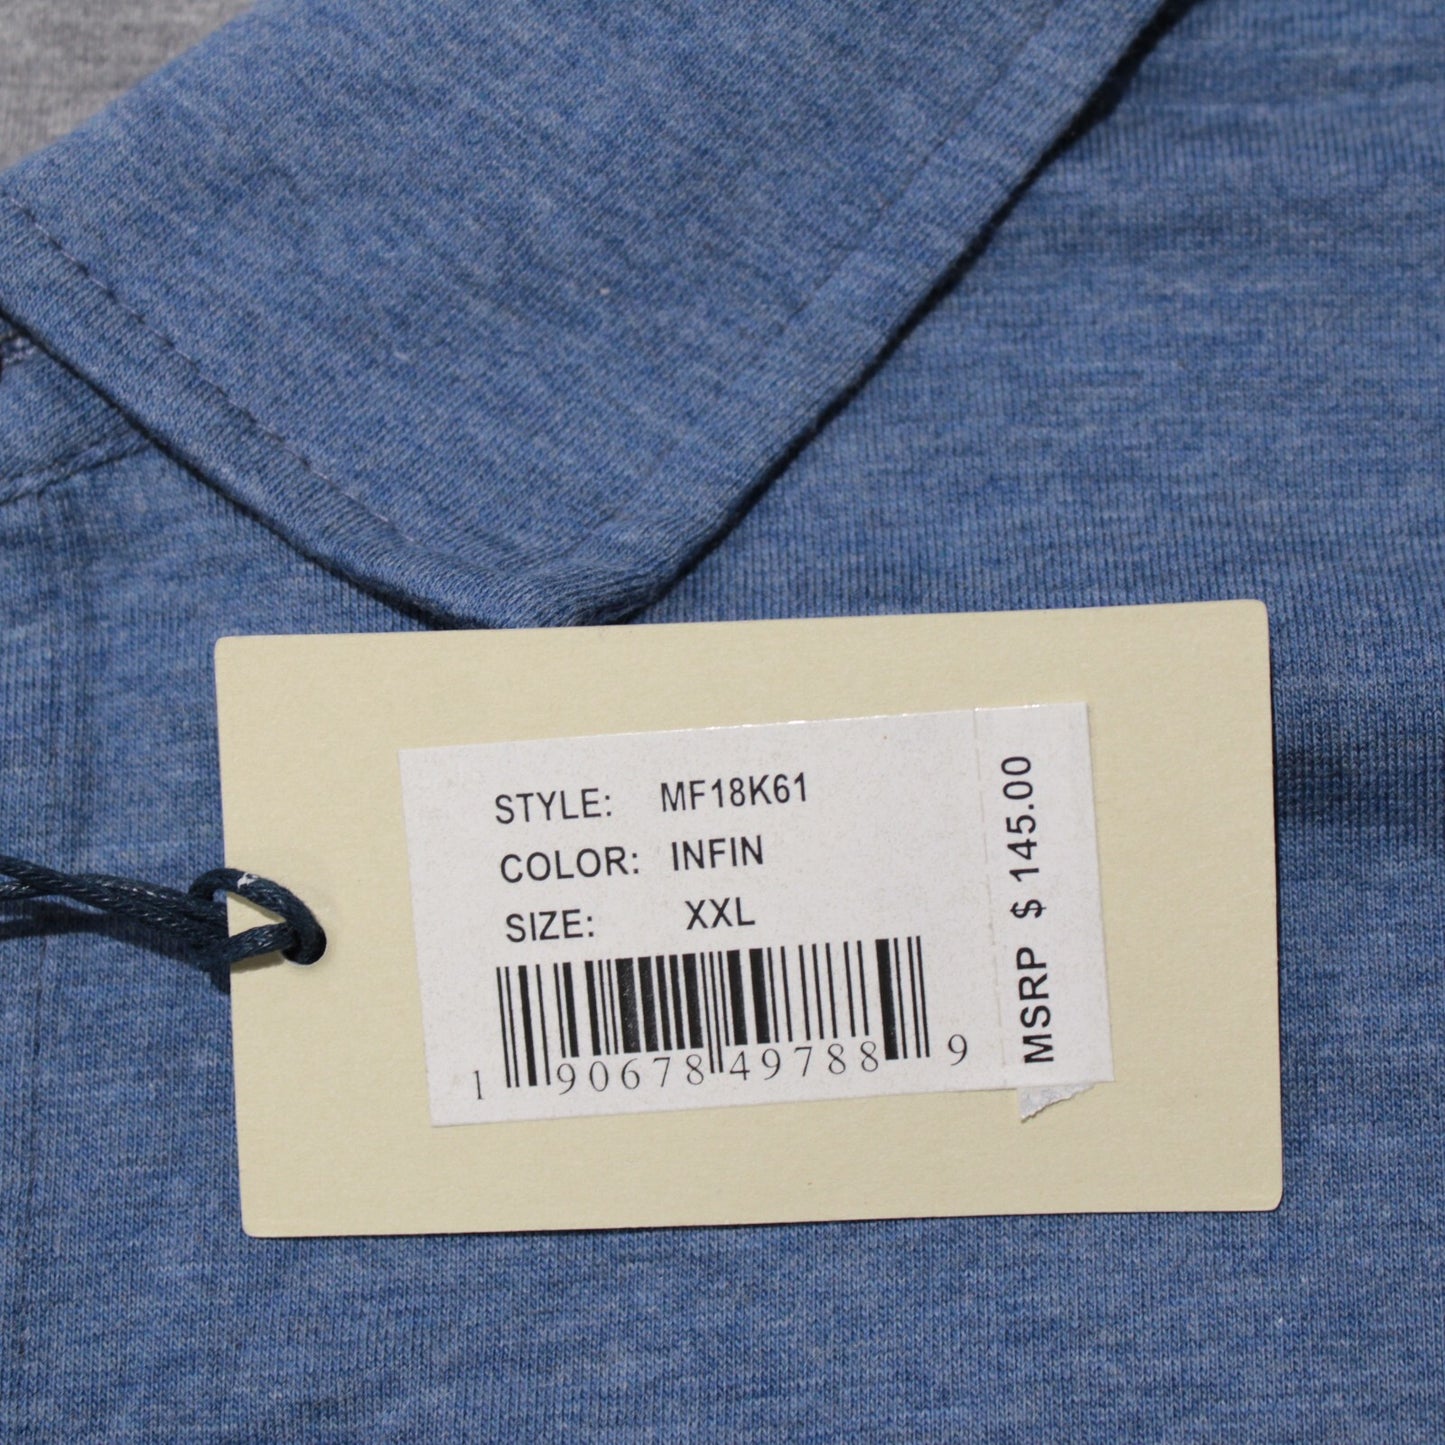 STYLE: MF18K61
COLOR: INFIN
SIZE: XXL
1 90678 49788 9
MSRP $ 145.00